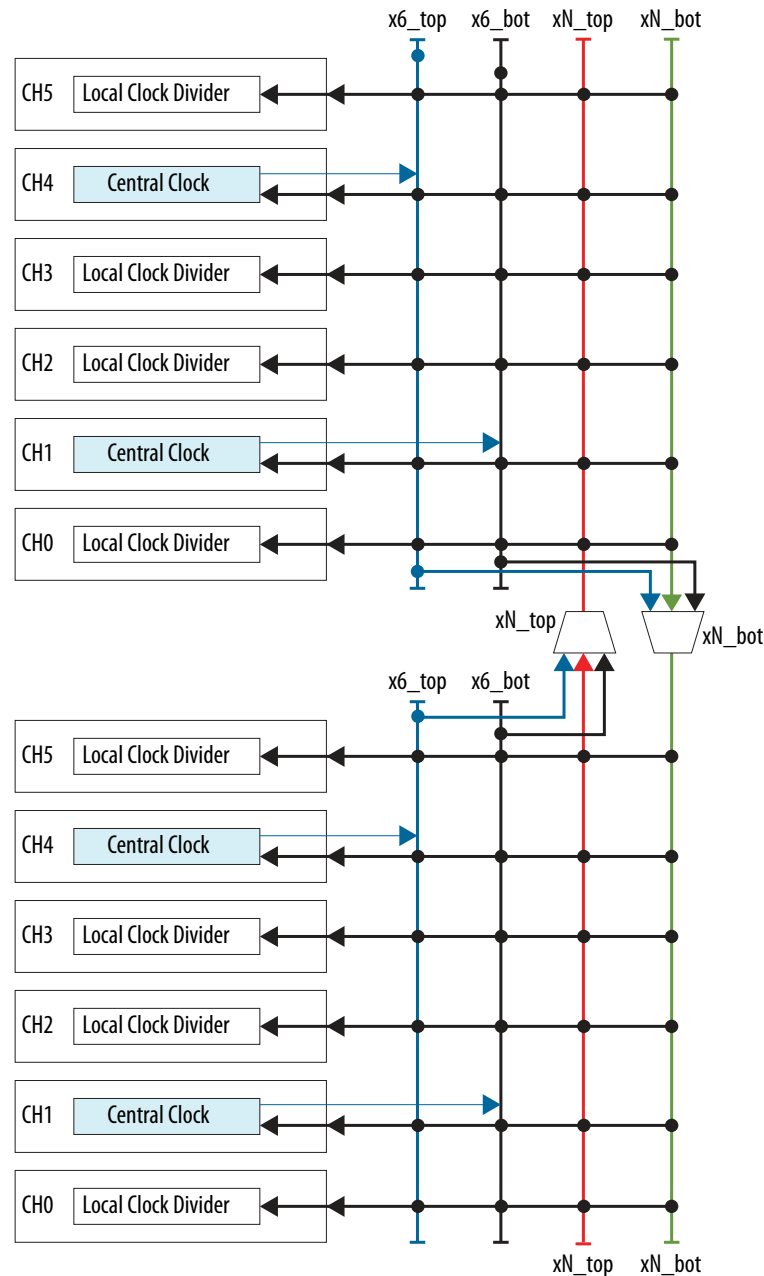 x6_top x6_bot xN_top xN_bot
CH5 Local Clock Divider
CH4 Central Clock
CH3 Local Clock Divider
CH2 Local Clock Divider
CH1 Central Clock
CH0 Local Clock Divider
xN_top xN_bot
x6_top x6_bot
CH5 Local Clock Divider
CH4 Central Clock
CH3 Local Clock Divider
CH2 Local Clock Divider
CH1 Central Clock
CH0 Local Clock Divider
xN_top xN_bot